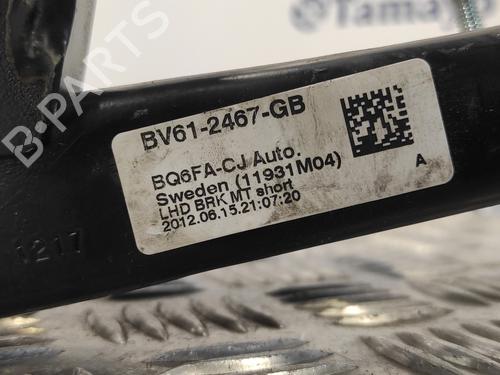 Tamayo
B-PARTS
BV61-2467-GB
BQ6FA-CJ Auto.
Sweden (11931M04)
LHD BRK MT short
2012.06.15.21:07:20
A
1217